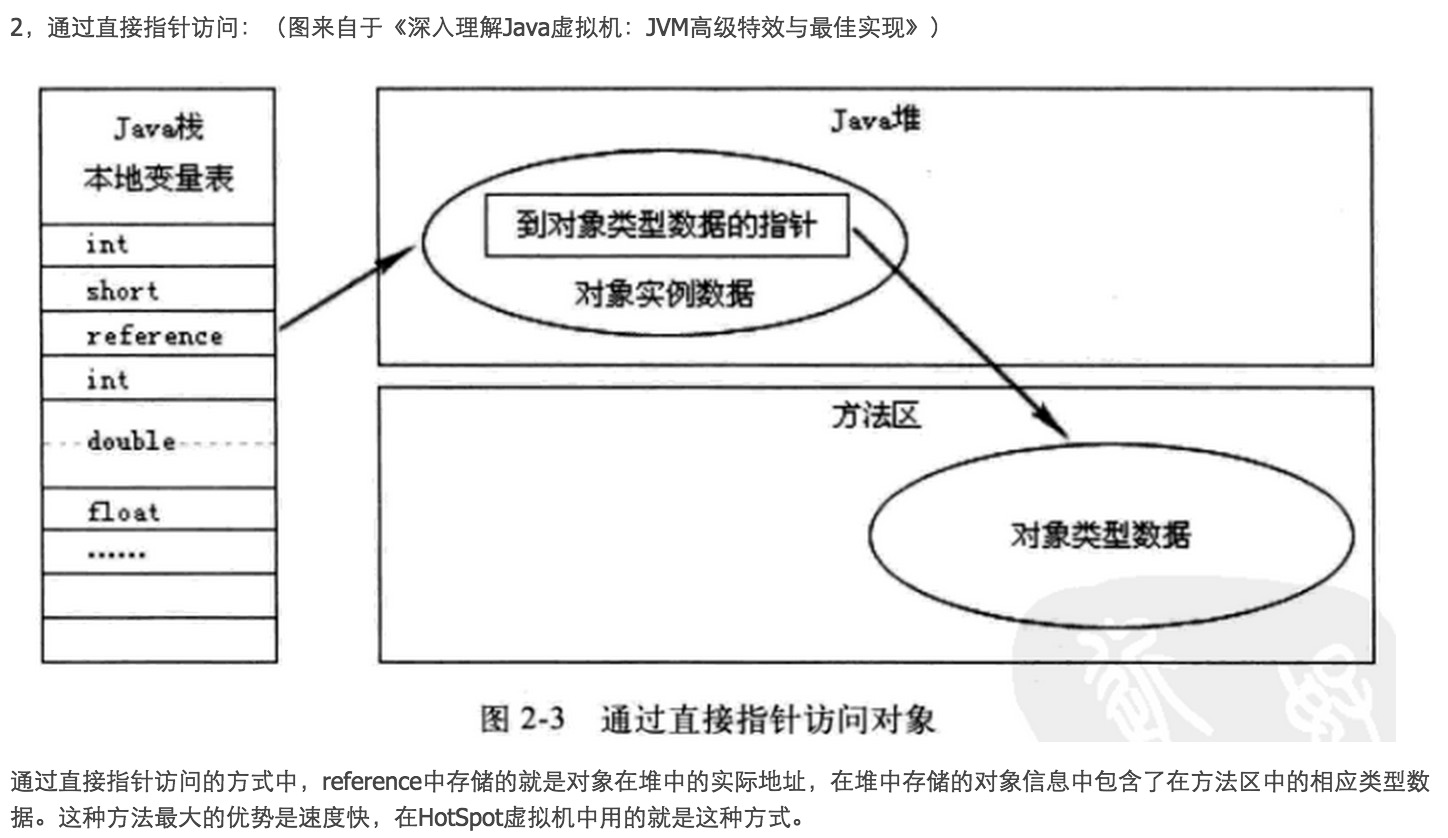 2，通过直接指针访问：（图来自于《深入理解Java虚拟机：JVM高级特效与最佳实现》）
Java栈
本地变量表
int
short
reference
int
double
float
......
Java堆
到对象类型数据的指针
对象实例数据
方法区
对象类型数据
图 2-3 通过直接指针访问对象
通过直接指针访问的方式中，reference中存储的就是对象在堆中的实际地址，在堆中存储的对象信息中包含了在方法区中的相应类型数
据。这种方法最大的优势是速度快，在HotSpot虚拟机中用的就是这种方式。